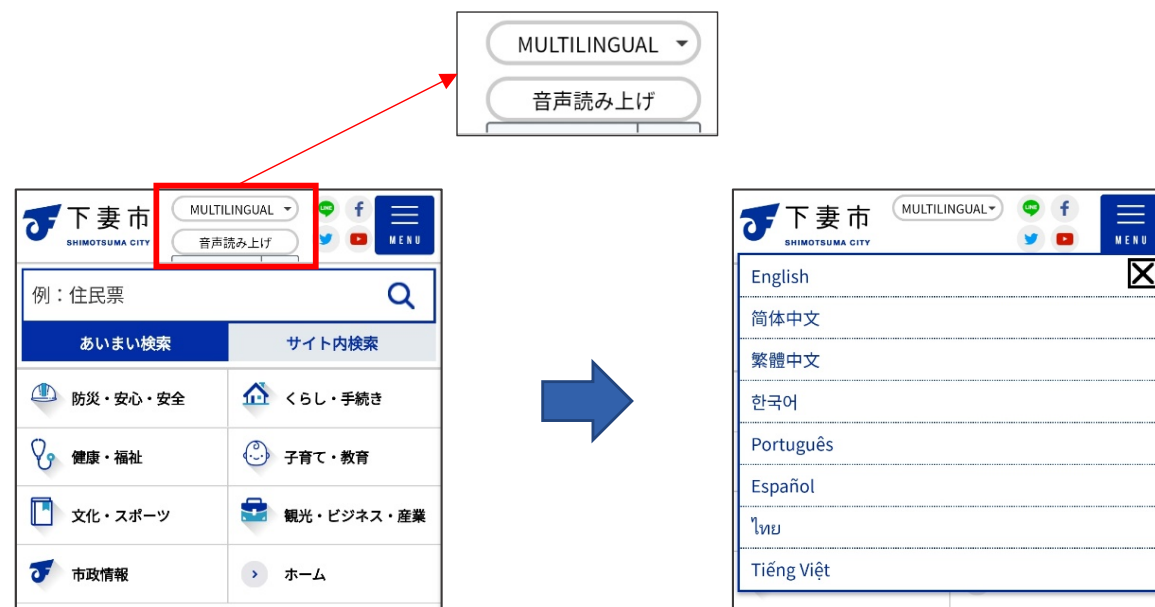 MULTILINGUAL
音声読み上げ
下妻市
SHIMOTSUMA CITY
MULTILINGUAL
音声読み上げ
LINE
MENU
例：住民票
あいまい検索
サイト内検索
防災・安心・安全
くらし・手続き
健康・福祉
子育て・教育
文化・スポーツ
観光・ビジネス・産業
市政情報
ホーム
下妻市
SHIMOTSUMA CITY
MULTILINGUAL
LINE
MENU
English
简体中文
繁體中文
한국어
Português
Español
ไทย
Tiếng Việt